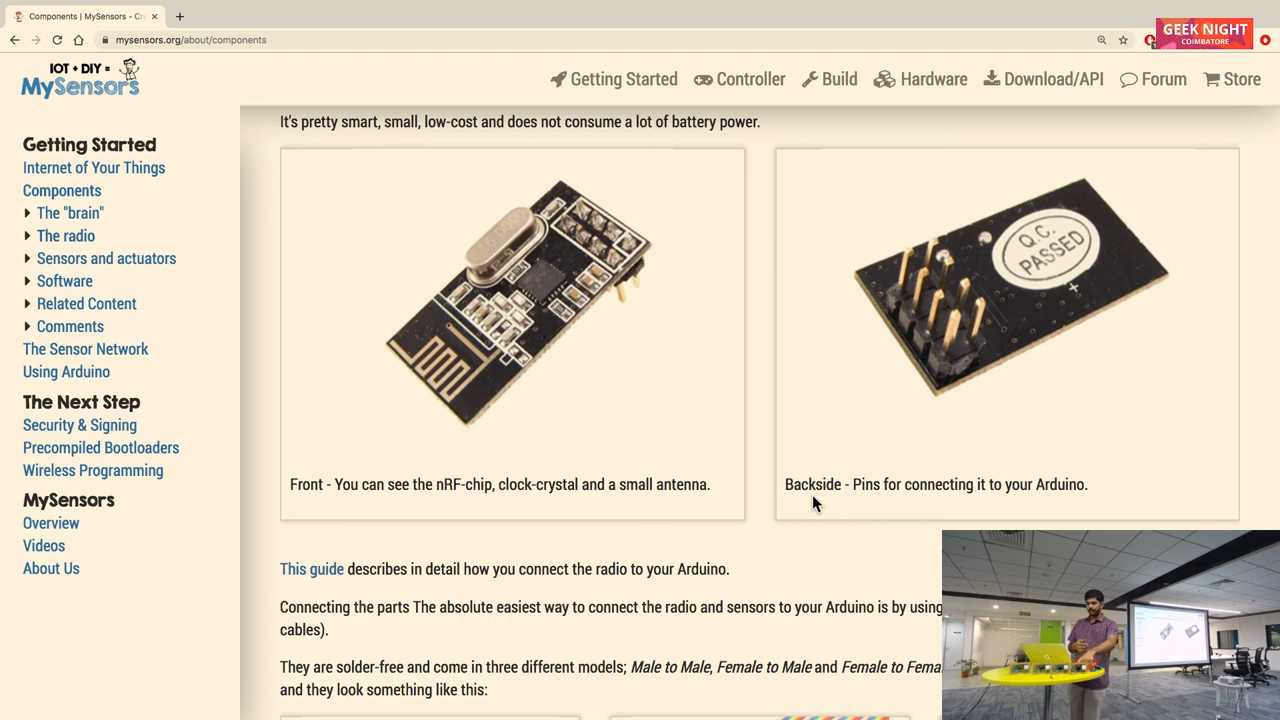 Components | MySensors - Cr
mysensors.org/about/components
GEEK NIGHT
COIMBATORE
IOT + DIY =
MySensors
Getting Started
Controller
Build
Hardware
Download/API
Forum
Store
Getting Started
Internet of Your Things
Components
The "brain"
The radio
Sensors and actuators
Software
Related Content
Comments
The Sensor Network
Using Arduino
The Next Step
Security & Signing
Precompiled Bootloaders
Wireless Programming
MySensors
Overview
Videos
About Us
It's pretty smart, small, low-cost and does not consume a lot of battery power.
Q.C.
PASSED
Front - You can see the nRF-chip, clock-crystal and a small antenna.
Backside - Pins for connecting it to your Arduino.
This guide describes in detail how you connect the radio to your Arduino.
Connecting the parts The absolute easiest way to connect the radio and sensors to your Arduino is by using
cables).
They are solder-free and come in three different models; Male to Male, Female to Male and Female to Fema
and they look something like this: